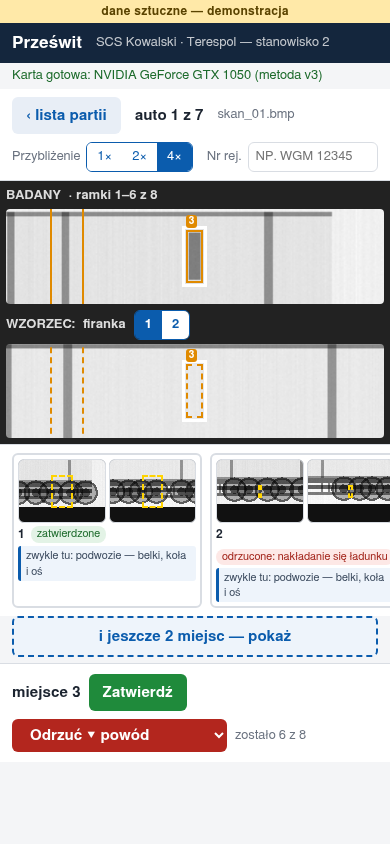 dane sztuczne — demonstracja
Prześwit SCS Kowalski · Terespol — stanowisko 2
Karta gotowa: NVIDIA GeForce GTX 1050 (metoda v3)
‹ lista partii auto 1 z 7 skan_01.bmp
Przybliżenie 1× 2× 4× Nr rej. NP. WGM 12345
BADANY · ramki 1–6 z 8
3
WZORZEC: firanka 1 2
3
1 zatwierdzone
zwykle tu: podwozie — belki, koła
i oś
2
odrzucone: nakładanie się ładunku
zwykle tu: podwozie — belki, koła
i oś
i jeszcze 2 miejsc — pokaż
miejsce 3 Zatwierdź
Odrzuć ▾ powód zostało 6 z 8